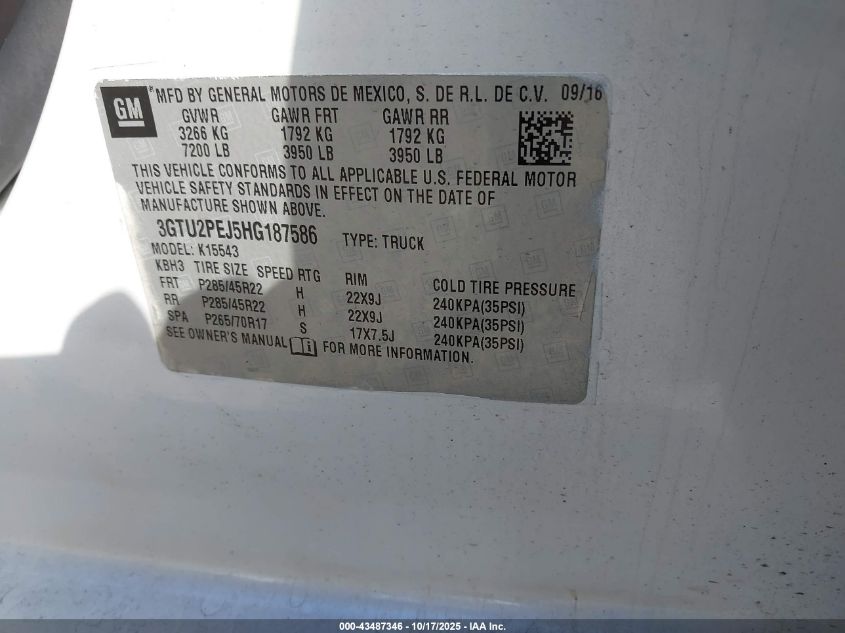 GM
® MFD BY GENERAL MOTORS DE MEXICO, S. DE R.L. DE C.V. 09/16
GVWR GAWR FRT GAWR RR
3266 KG 1792 KG 1792 KG
7200 LB 3950 LB 3950 LB
THIS VEHICLE CONFORMS TO ALL APPLICABLE U.S. FEDERAL MOTOR
VEHICLE SAFETY STANDARDS IN EFFECT ON THE DATE OF
MANUFACTURE SHOWN ABOVE.
3GTU2PEJ5HG187586 TYPE: TRUCK
MODEL: K15543
KBH3 TIRE SIZE SPEED RTG RIM COLD TIRE PRESSURE
FRT P285/45R22 H 22X9J 240KPA(35PSI)
RR P285/45R22 H 22X9J 240KPA(35PSI)
SPA P265/70R17 S 17X7.5J 240KPA(35PSI)
SEE OWNER'S MANUAL FOR MORE INFORMATION.
000-43487346 - 10/17/2025 - IAA Inc.